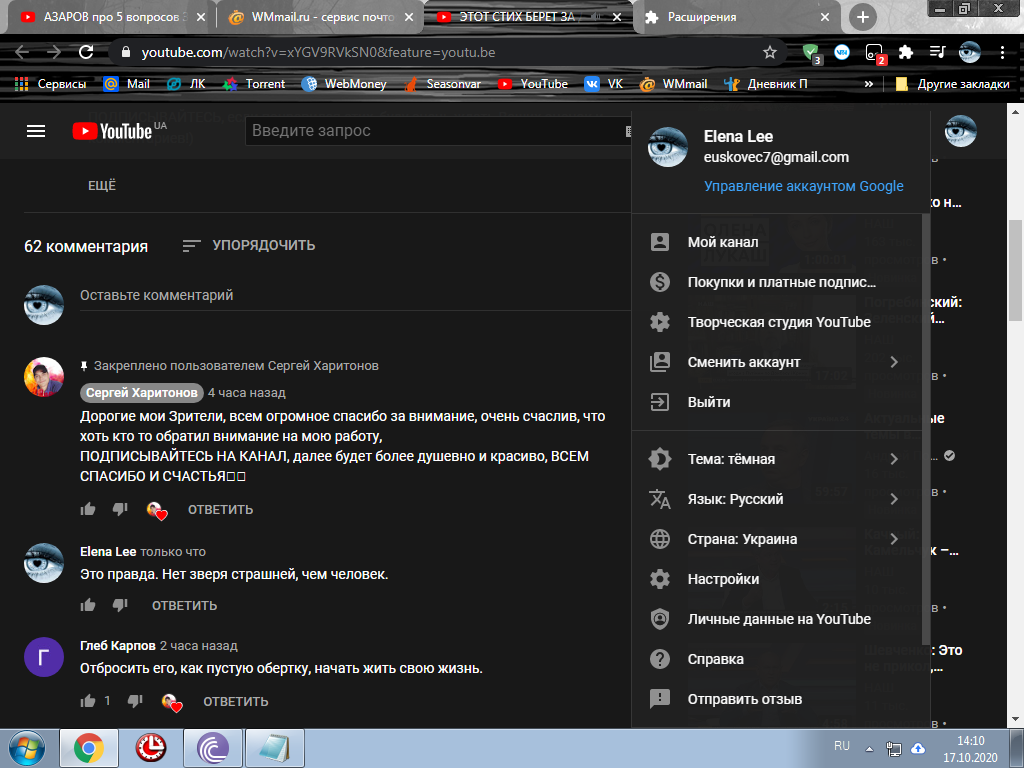 АЗАРОВ про 5 вопросов З
WMmail.ru - сервис почто
ЭТОТ СТИХ БЕРЕТ ЗА
Расширения
youtube.com/watch?v=xYGV9RVkSN0&feature=youtu.be
3
2
Сервисы
Mail
ЛК
Torrent
WebMoney
Seasonvar
YouTube
VK
WMmail
Дневник П
»
Другие закладки
YouTube UA
Введите запрос
ЕЩЁ
62 комментария
УПОРЯДОЧИТЬ
Оставьте комментарий
Закреплено пользователем Сергей Харитонов
Сергей Харитонов 4 часа назад
Дорогие мои Зрители, всем огромное спасибо за внимание, очень счаслив, что
хоть кто то обратил внимание на мою работу,
ПОДПИСЫВАЙТЕСЬ НА КАНАЛ, далее будет более душевно и красиво, ВСЕМ
СПАСИБО И СЧАСТЬЯ
ОТВЕТИТЬ
Elena Lee только что
Это правда. Нет зверя страшней, чем человек.
ОТВЕТИТЬ
Г
Глеб Карпов 2 часа назад
Отбросить его, как пустую обертку, начать жить свою жизнь.
1
ОТВЕТИТЬ
Elena Lee
euskovec7@gmail.com
Управление аккаунтом Google
Мой канал
Покупки и платные подпис...
Творческая студия YouTube
Сменить аккаунт
Выйти
Тема: тёмная
Язык: Русский
Страна: Украина
Настройки
Личные данные на YouTube
Справка
Отправить отзыв
RU
14:10
17.10.2020